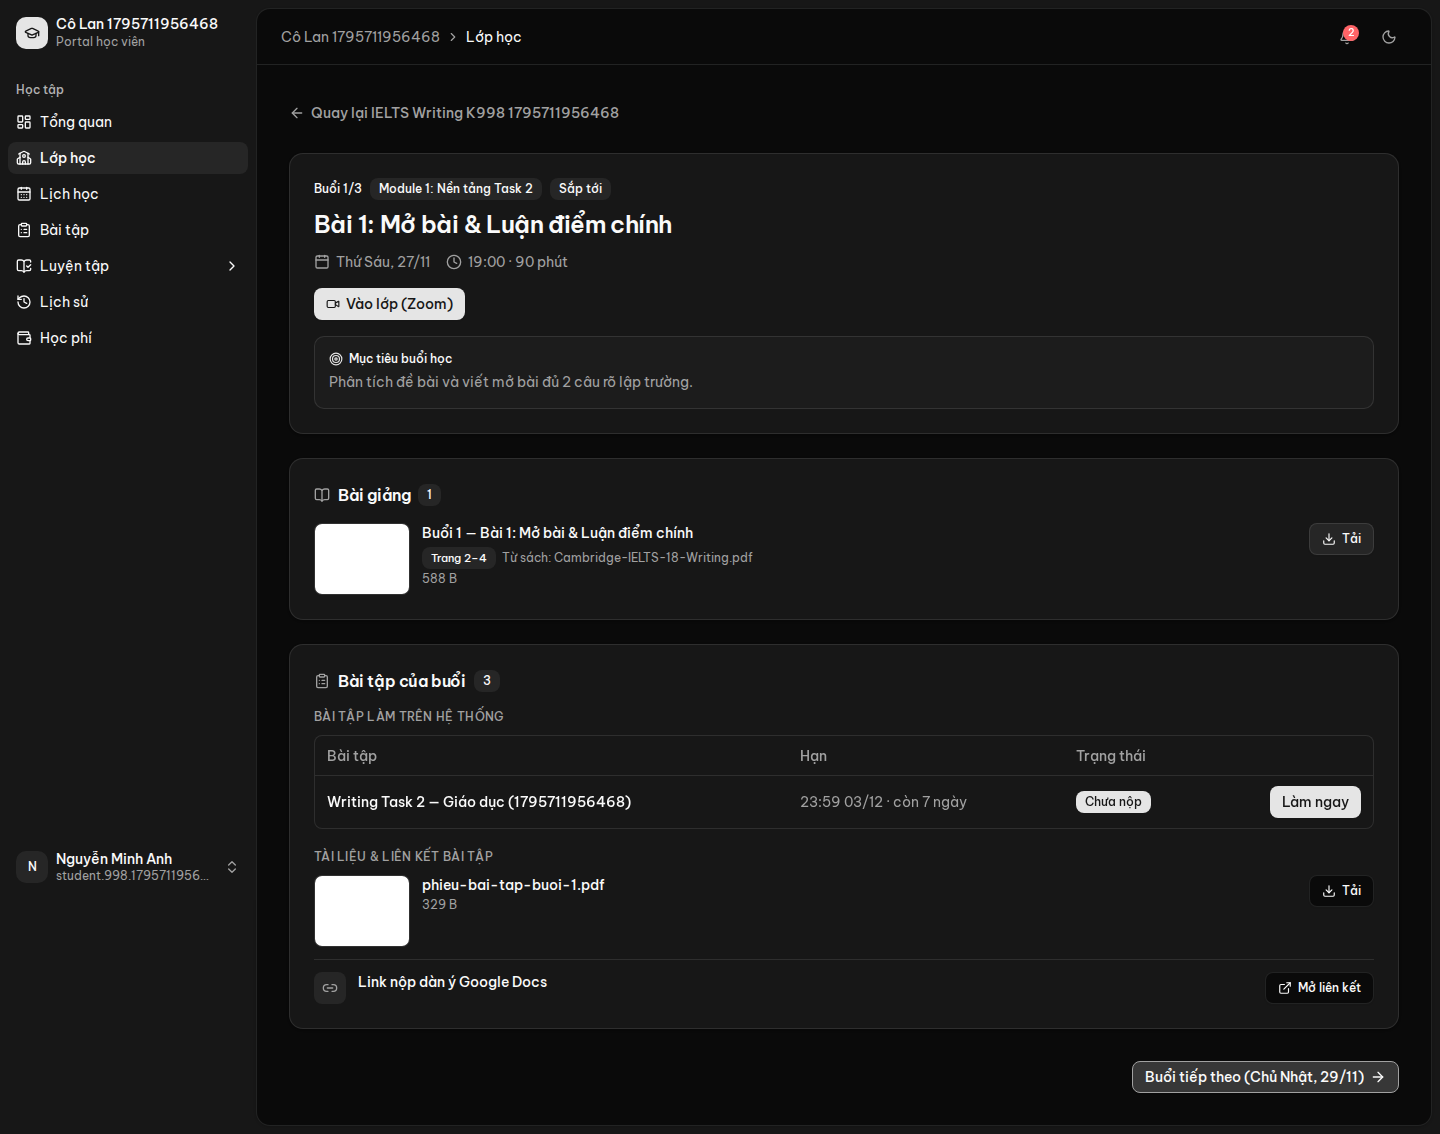 Cô Lan 1795711956468
Portal học viên
Học tập
Tổng quan
Lớp học
Lịch học
Bài tập
Luyện tập
Lịch sử
Học phí
N
Nguyễn Minh Anh
student.998.1795711956...
Cô Lan 1795711956468 > Lớp học
2
Quay lại IELTS Writing K998 1795711956468
Buổi 1/3 Module 1: Nền tảng Task 2 Sắp tới
Bài 1: Mở bài & Luận điểm chính
Thứ Sáu, 27/11 19:00 · 90 phút
Vào lớp (Zoom)
Mục tiêu buổi học
Phân tích đề bài và viết mở bài đủ 2 câu rõ lập trường.
Bài giảng 1
Buổi 1 — Bài 1: Mở bài & Luận điểm chính
Tải
Trang 2–4 Từ sách: Cambridge-IELTS-18-Writing.pdf
588 B
Bài tập của buổi 3
BÀI TẬP LÀM TRÊN HỆ THỐNG
Bài tập Hạn Trạng thái
Writing Task 2 — Giáo dục (1795711956468) 23:59 03/12 · còn 7 ngày Chưa nộp Làm ngay
TÀI LIỆU & LIÊN KẾT BÀI TẬP
phieu-bai-tap-buoi-1.pdf
Tải
329 B
Link nộp dàn ý Google Docs
Mở liên kết
Buổi tiếp theo (Chủ Nhật, 29/11)